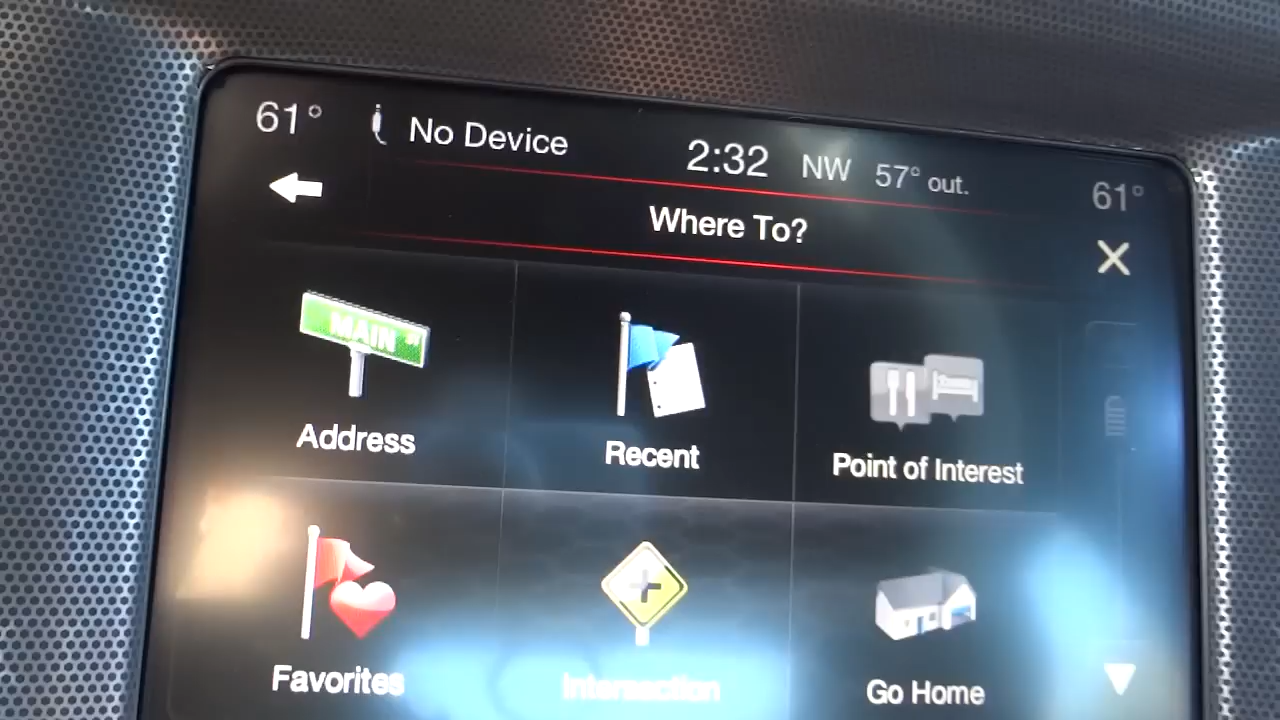 61° No Device 2:32 NW 57° out. 61°
Where To?
MAIN ST
Address Recent Point of Interest
Favorites Intersection Go Home